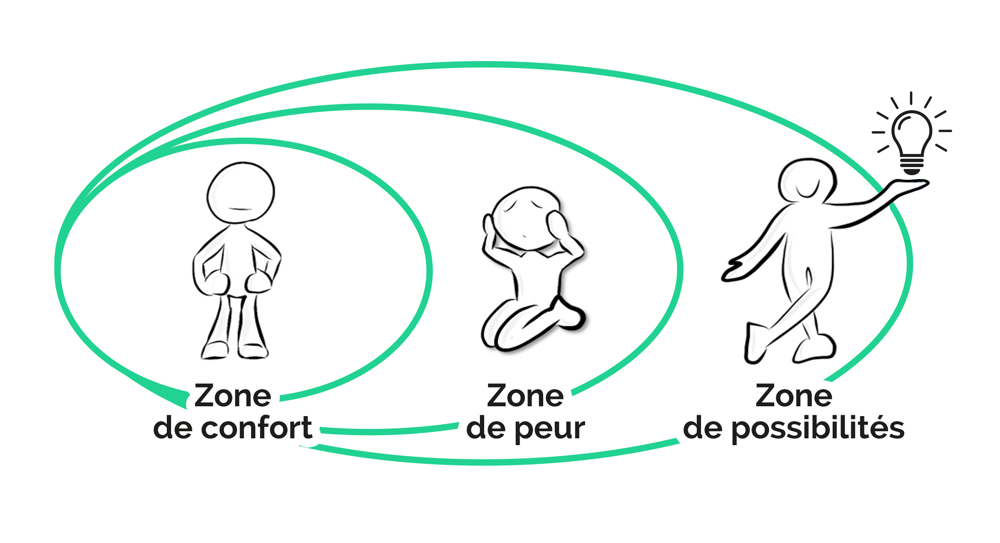 Zone
de confort
Zone
de peur
Zone
de possibilités